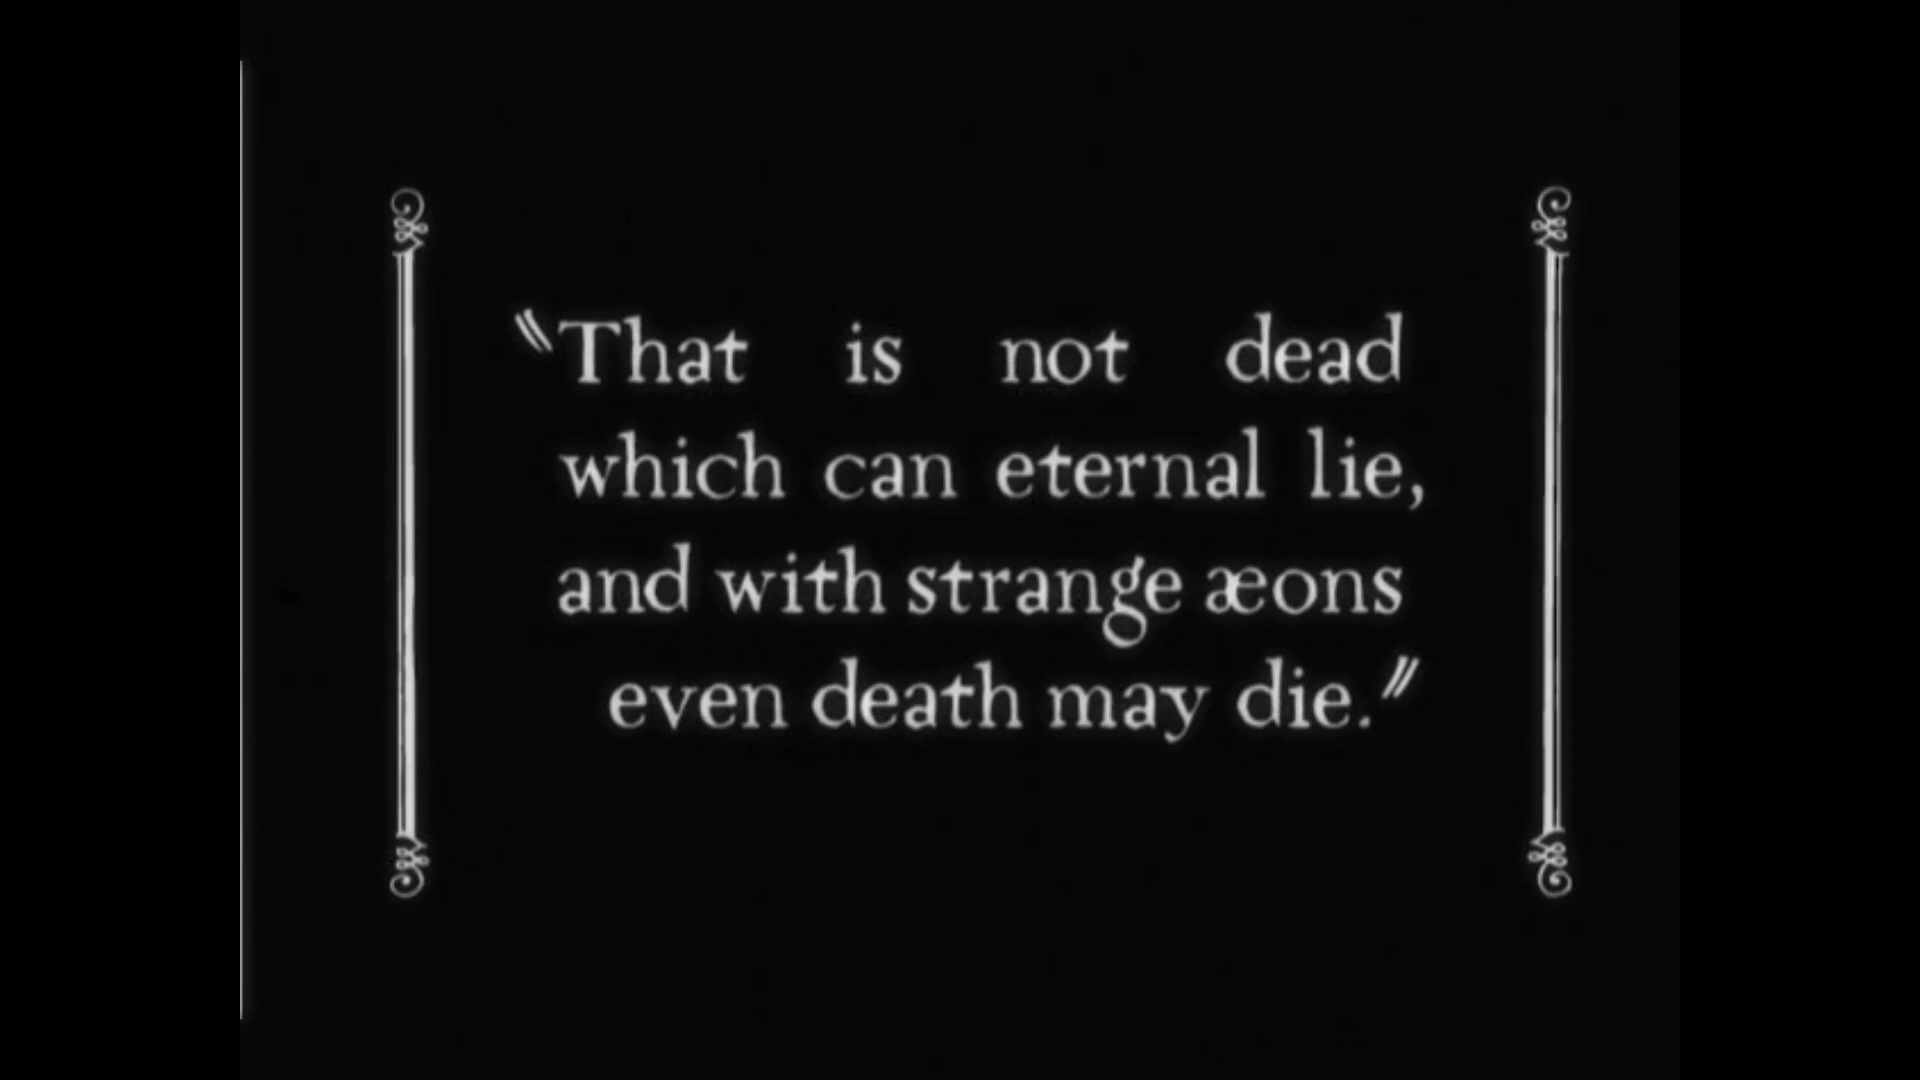 "That is not dead
which can eternal lie,
and with strange æons
even death may die."